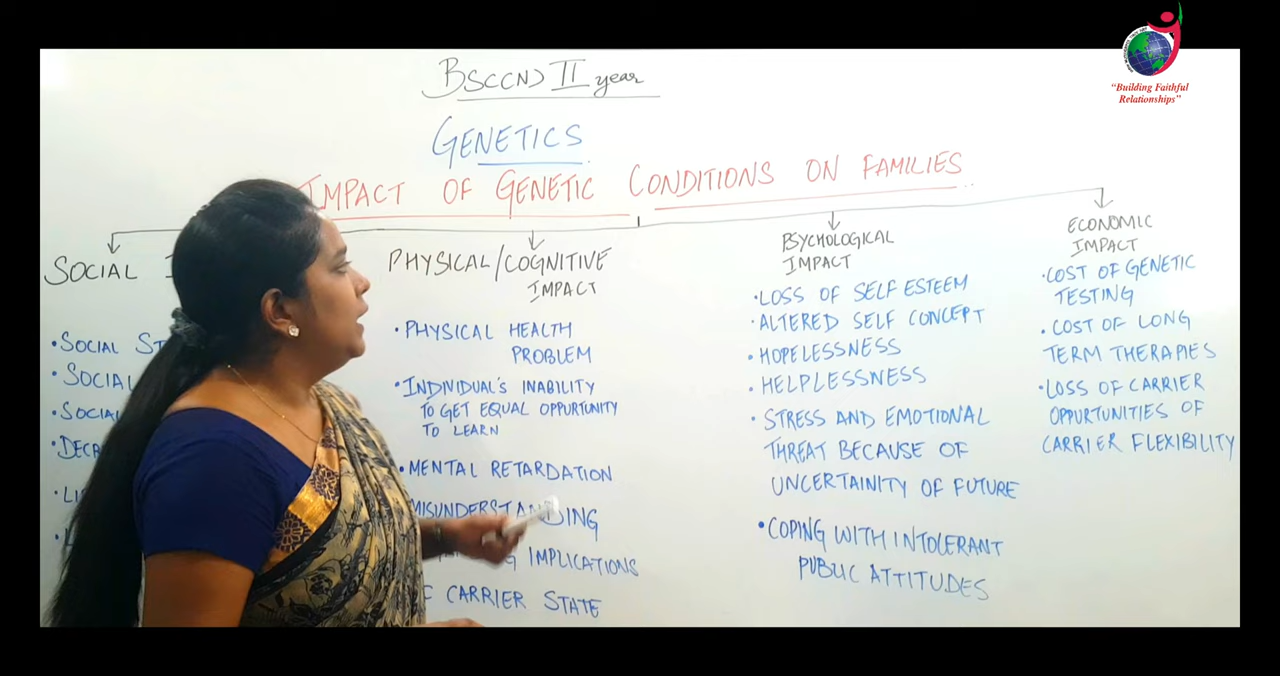 "Building Faithful
Relationships"
BSC(N) II year
GENETICS
IMPACT OF GENETIC CONDITIONS ON FAMILIES
SOCIAL
• SOCIAL
• SOCIAL
• SOCIAL
PHYSICAL/COGNITIVE
IMPACT
• PHYSICAL HEALTH
PROBLEM
• INDIVIDUAL'S INABILITY
TO GET EQUAL OPPURTUNITY
TO LEARN
• MENTAL RETARDATION
MISUNDERSTANDING
IMPLICATIONS
CARRIER STATE
PSYCHOLOGICAL
IMPACT
• LOSS OF SELF ESTEEM
• ALTERED SELF CONCEPT
• HOPELESSNESS
• HELPLESSNESS
• STRESS AND EMOTIONAL
THREAT BECAUSE OF
UNCERTAINITY OF FUTURE
• COPING WITH INTOLERANT
PUBLIC ATTITUDES
ECONOMIC
IMPACT
• COST OF GENETIC
TESTING
• COST OF LONG
TERM THERAPIES
• LOSS OF CARRIER
OPPURTUNITIES OF
CARRIER FLEXIBILITY